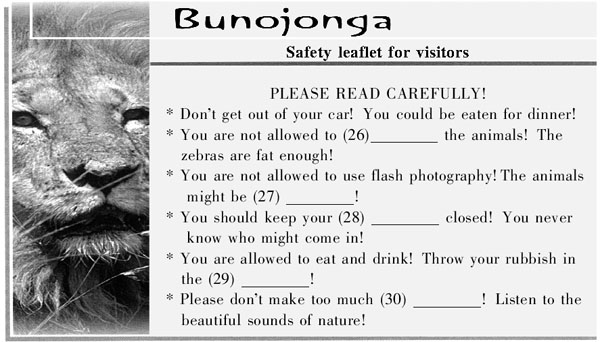 Bunojonga
Safety leaflet for visitors
PLEASE READ CAREFULLY!
* Don't get out of your car! You could be eaten for dinner!
* You are not allowed to (26)________ the animals! The
zebras are fat enough!
* You are not allowed to use flash photography! The animals
might be (27) ________!
* You should keep your (28) ________ closed! You never
know who might come in!
* You are allowed to eat and drink! Throw your rubbish in
the (29) ________!
* Please don't make too much (30) ________! Listen to the
beautiful sounds of nature!